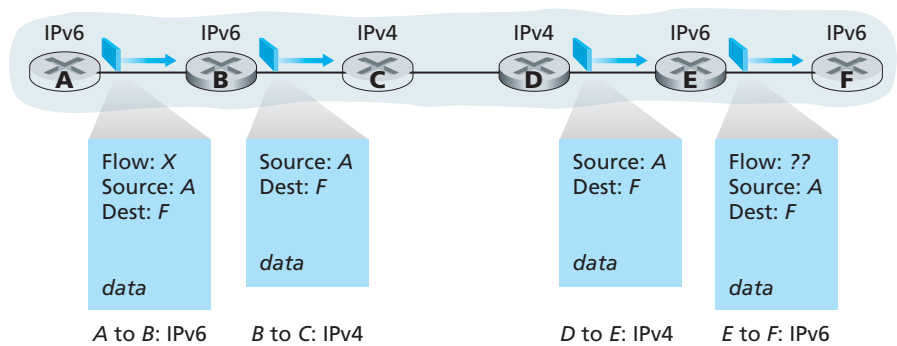 IPv6 IPv6 IPv4 IPv4 IPv6 IPv6
A B C D E F
Flow: X
Source: A
Dest: F
data
Source: A
Dest: F
data
Source: A
Dest: F
data
Flow: ??
Source: A
Dest: F
data
A to B: IPv6 B to C: IPv4 D to E: IPv4 E to F: IPv6